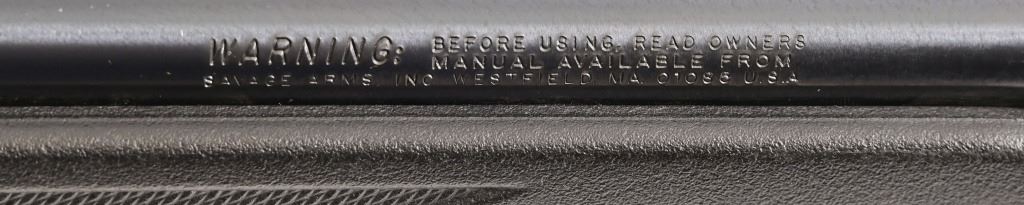 WARNING: BEFORE USING, READ OWNERS
MANUAL AVAILABLE FROM
SAVAGE ARMS, INC. WESTFIELD, MA. 01085 U.S.A.